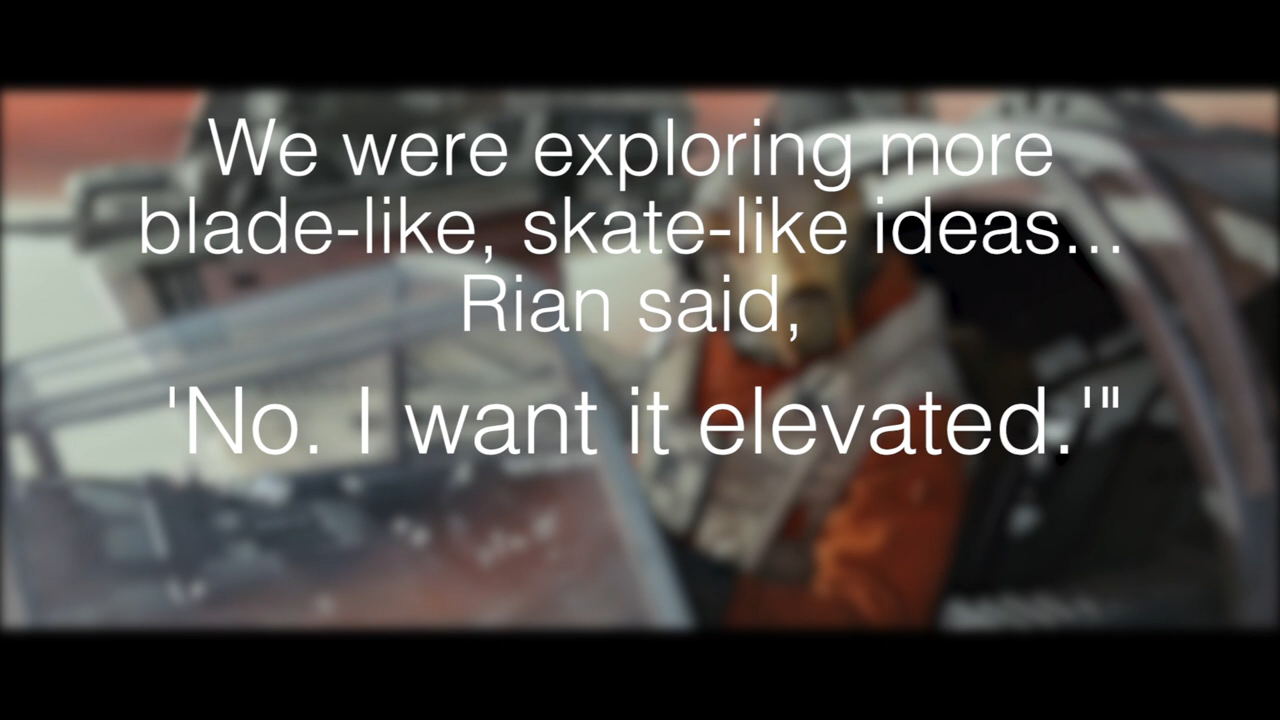 We were exploring more
blade-like, skate-like ideas...
Rian said,
'No. I want it elevated.'"